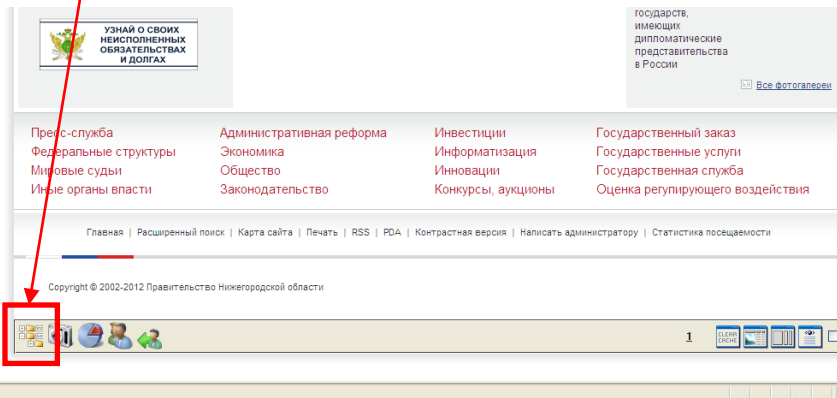 УЗНАЙ О СВОИХ
НЕИСПОЛНЕННЫХ
ОБЯЗАТЕЛЬСТВАХ
И ДОЛГАХ
государств,
имеющих
дипломатические
представительства
в России
Все фотогалереи
Пресс-служба Административная реформа Инвестиции Государственный заказ
Федеральные структуры Экономика Информатизация Государственные услуги
Мировые судьи Общество Инновации Государственная служба
Иные органы власти Законодательство Конкурсы, аукционы Оценка регулирующего воздействия
Главная | Расширенный поиск | Карта сайта | Печать | RSS | PDA | Контрастная версия | Написать администратору | Статистика посещаемости
Copyright © 2002-2012 Правительство Нижегородской области
1 CLEAR CACHE